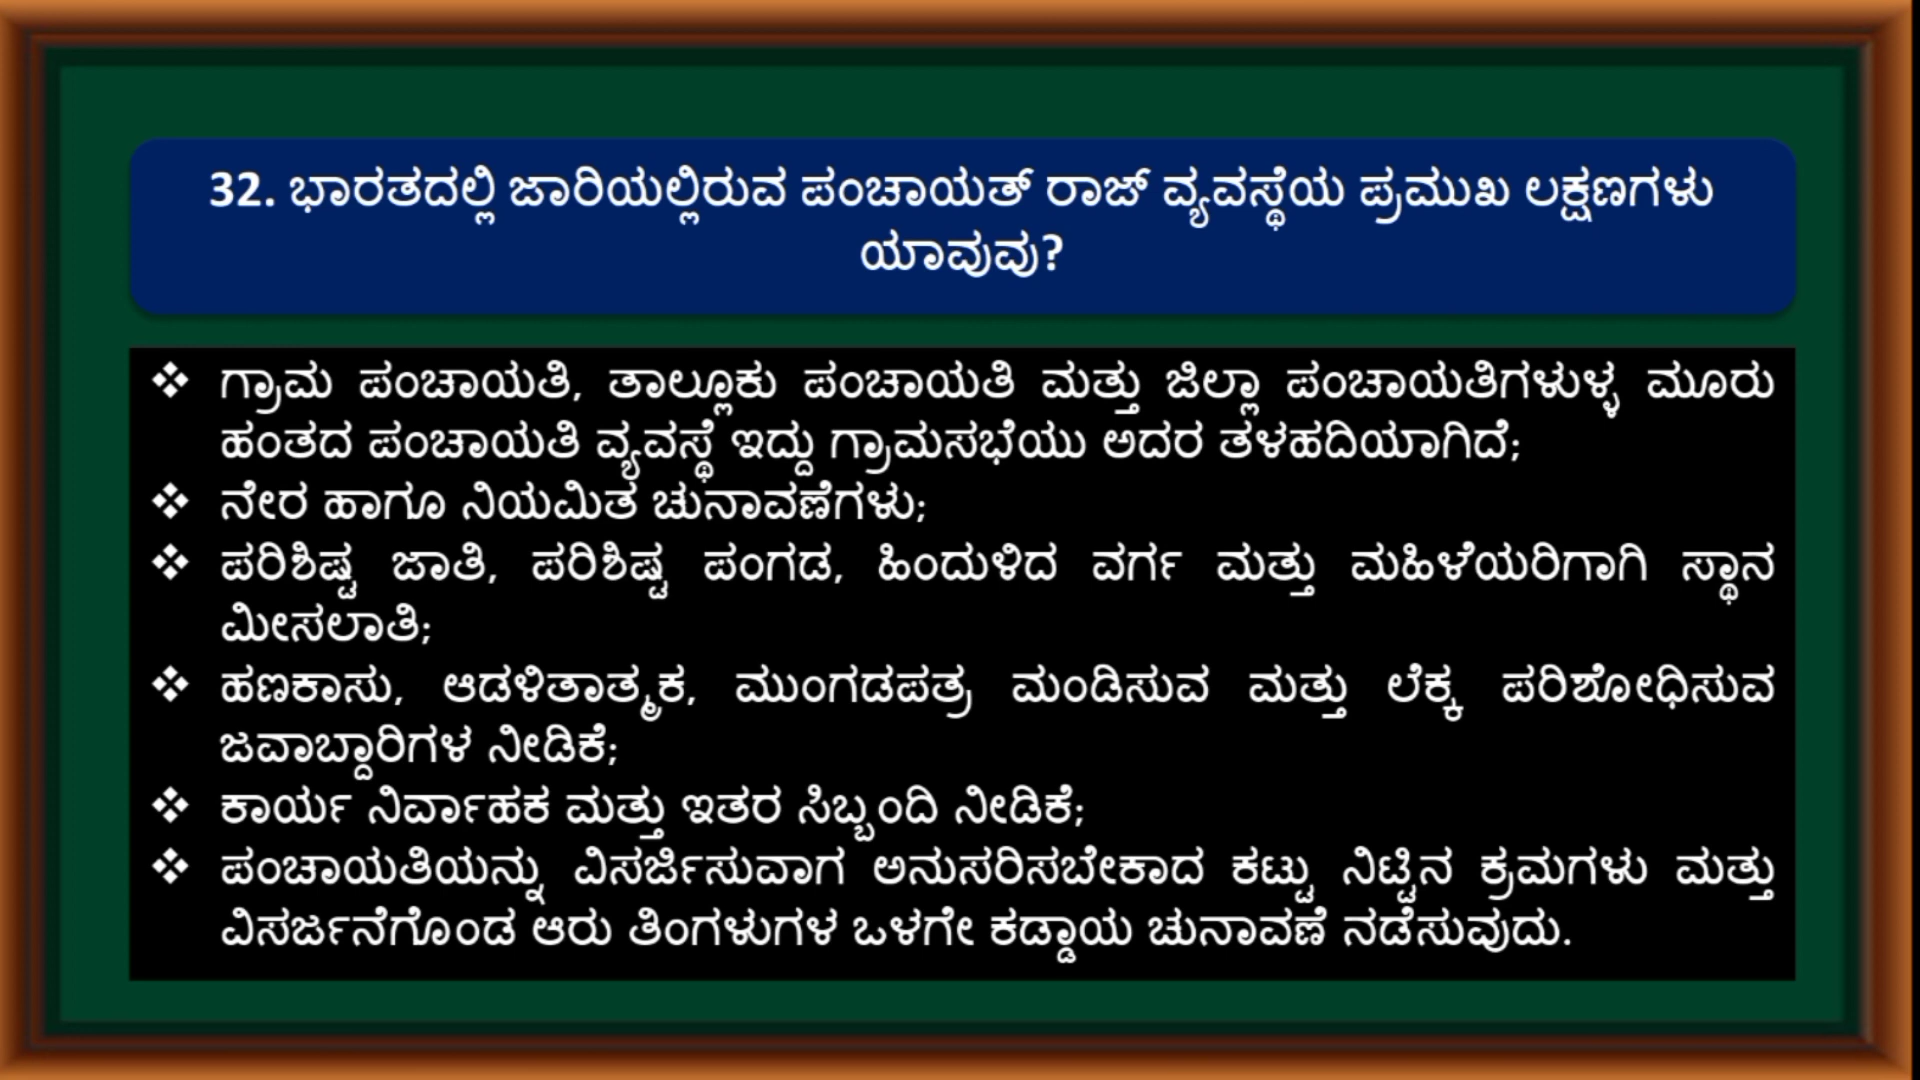 32. ಭಾರತದಲ್ಲಿ ಜಾರಿಯಲ್ಲಿರುವ ಪಂಚಾಯತ್ ರಾಜ್ ವ್ಯವಸ್ಥೆಯ ಪ್ರಮುಖ ಲಕ್ಷಣಗಳು
ಯಾವುವು?
❖ ಗ್ರಾಮ ಪಂಚಾಯತಿ, ತಾಲ್ಲೂಕು ಪಂಚಾಯತಿ ಮತ್ತು ಜಿಲ್ಲಾ ಪಂಚಾಯತಿಗಳುಳ್ಳ ಮೂರು
ಹಂತದ ಪಂಚಾಯತಿ ವ್ಯವಸ್ಥೆ ಇದ್ದು ಗ್ರಾಮಸಭೆಯು ಅದರ ತಳಹದಿಯಾಗಿದೆ;
❖ ನೇರ ಹಾಗೂ ನಿಯಮಿತ ಚುನಾವಣೆಗಳು;
❖ ಪರಿಶಿಷ್ಟ ಜಾತಿ, ಪರಿಶಿಷ್ಟ ಪಂಗಡ, ಹಿಂದುಳಿದ ವರ್ಗ ಮತ್ತು ಮಹಿಳೆಯರಿಗಾಗಿ ಸ್ಥಾನ
ಮೀಸಲಾತಿ;
❖ ಹಣಕಾಸು, ಆಡಳಿತಾತ್ಮಕ, ಮುಂಗಡಪತ್ರ ಮಂಡಿಸುವ ಮತ್ತು ಲೆಕ್ಕ ಪರಿಶೋಧಿಸುವ
ಜವಾಬ್ದಾರಿಗಳ ನೀಡಿಕೆ;
❖ ಕಾರ್ಯ ನಿರ್ವಾಹಕ ಮತ್ತು ಇತರ ಸಿಬ್ಬಂದಿ ನೀಡಿಕೆ;
❖ ಪಂಚಾಯತಿಯನ್ನು ವಿಸರ್ಜಿಸುವಾಗ ಅನುಸರಿಸಬೇಕಾದ ಕಟ್ಟು ನಿಟ್ಟಿನ ಕ್ರಮಗಳು ಮತ್ತು
ವಿಸರ್ಜನೆಗೊಂಡ ಆರು ತಿಂಗಳುಗಳ ಒಳಗೇ ಕಡ್ಡಾಯ ಚುನಾವಣೆ ನಡೆಸುವುದು.